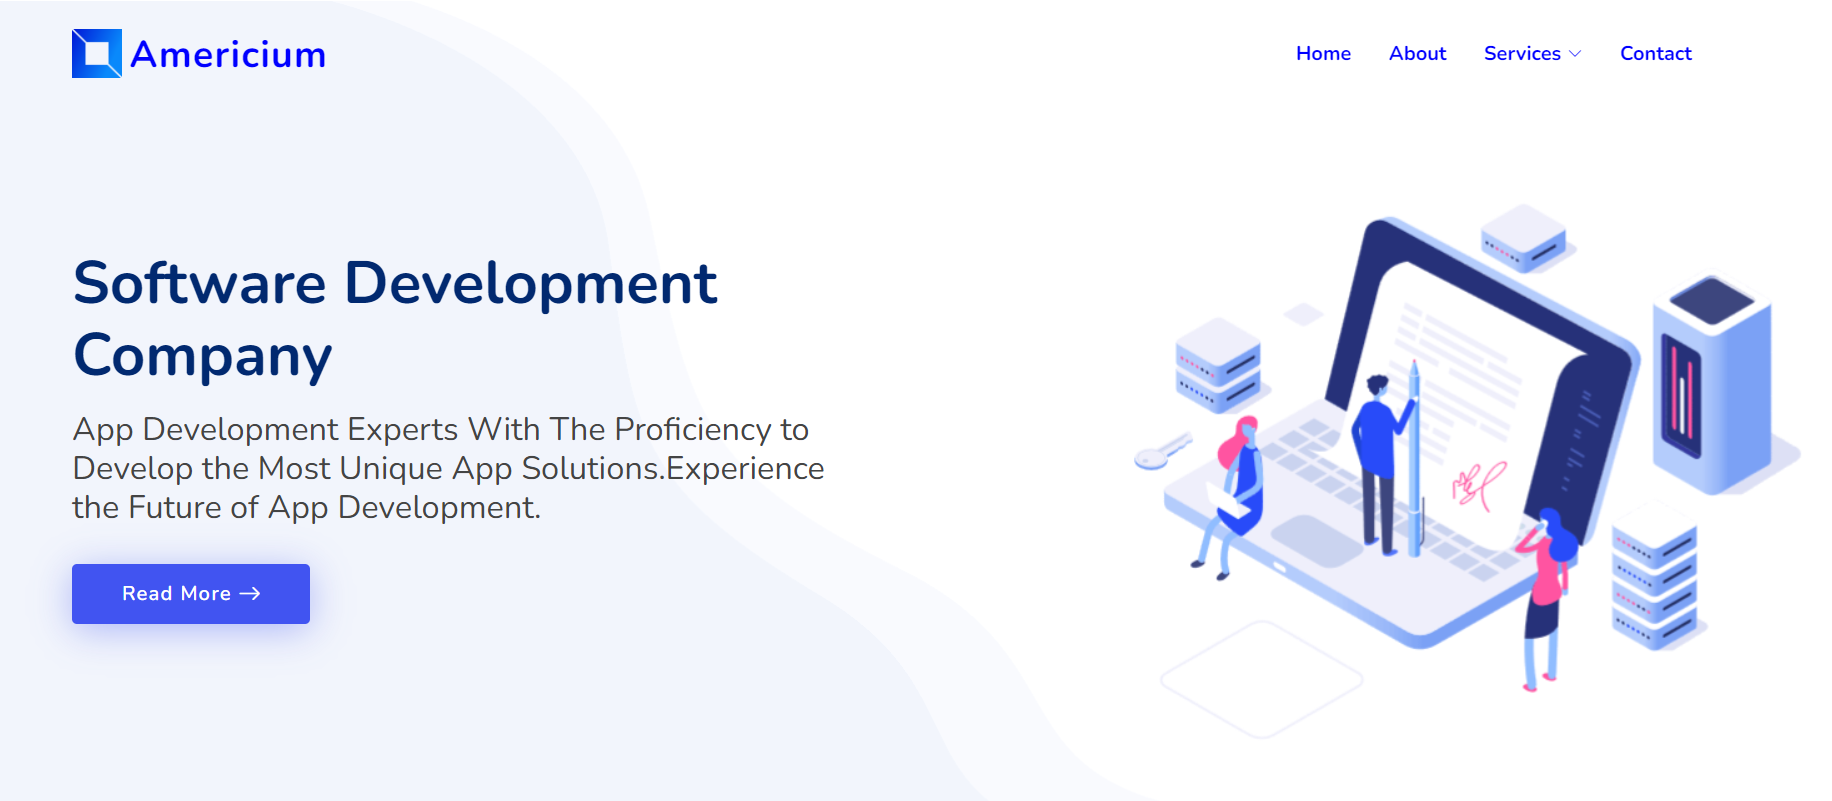 Americium
Home About Services Contact
Software Development
Company
App Development Experts With The Proficiency to
Develop the Most Unique App Solutions.Experience
the Future of App Development.
Read More →